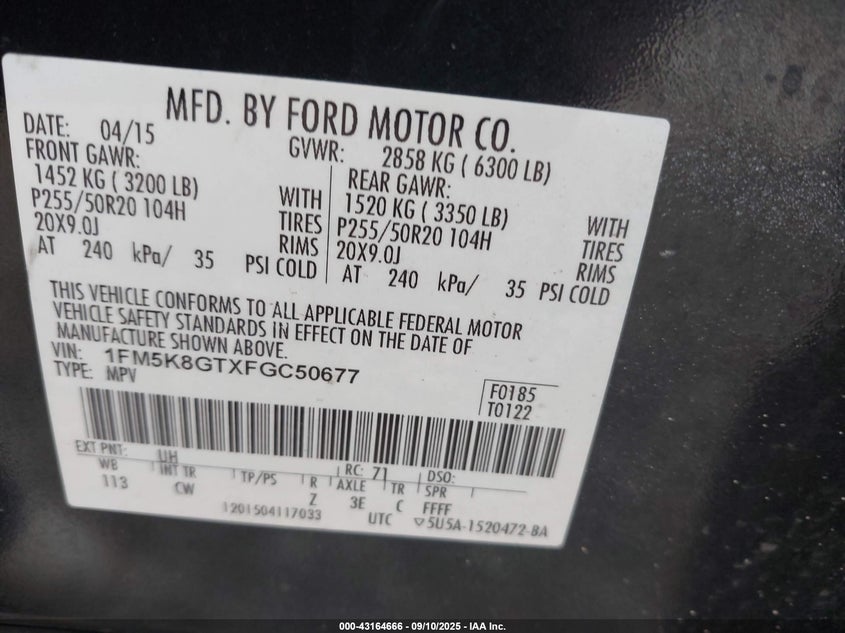 MFD. BY FORD MOTOR CO.
DATE: 04/15
GVWR: 2858 KG ( 6300 LB)
FRONT GAWR:
1452 KG ( 3200 LB) WITH
P255/50R20 104H TIRES
20X9.0J RIMS
AT 240 kPa/ 35 PSI COLD
REAR GAWR:
1520 KG ( 3350 LB) WITH
P255/50R20 104H TIRES
20X9.0J RIMS
AT 240 kPa/ 35 PSI COLD
THIS VEHICLE CONFORMS TO ALL APPLICABLE FEDERAL MOTOR
VEHICLE SAFETY STANDARDS IN EFFECT ON THE DATE OF
MANUFACTURE SHOWN ABOVE.
VIN: 1FM5K8GTXFGC50677
TYPE: MPV
F0185
T0122
EXT PNT: UH RC: 71 DSO:
WB INT TR TP/PS R AXLE TR SPR
113 CW Z 3E C FFFF
1201504117033 UTC ▽5U5A-1520472-BA
000-43164666 - 09/10/2025 - IAA Inc.